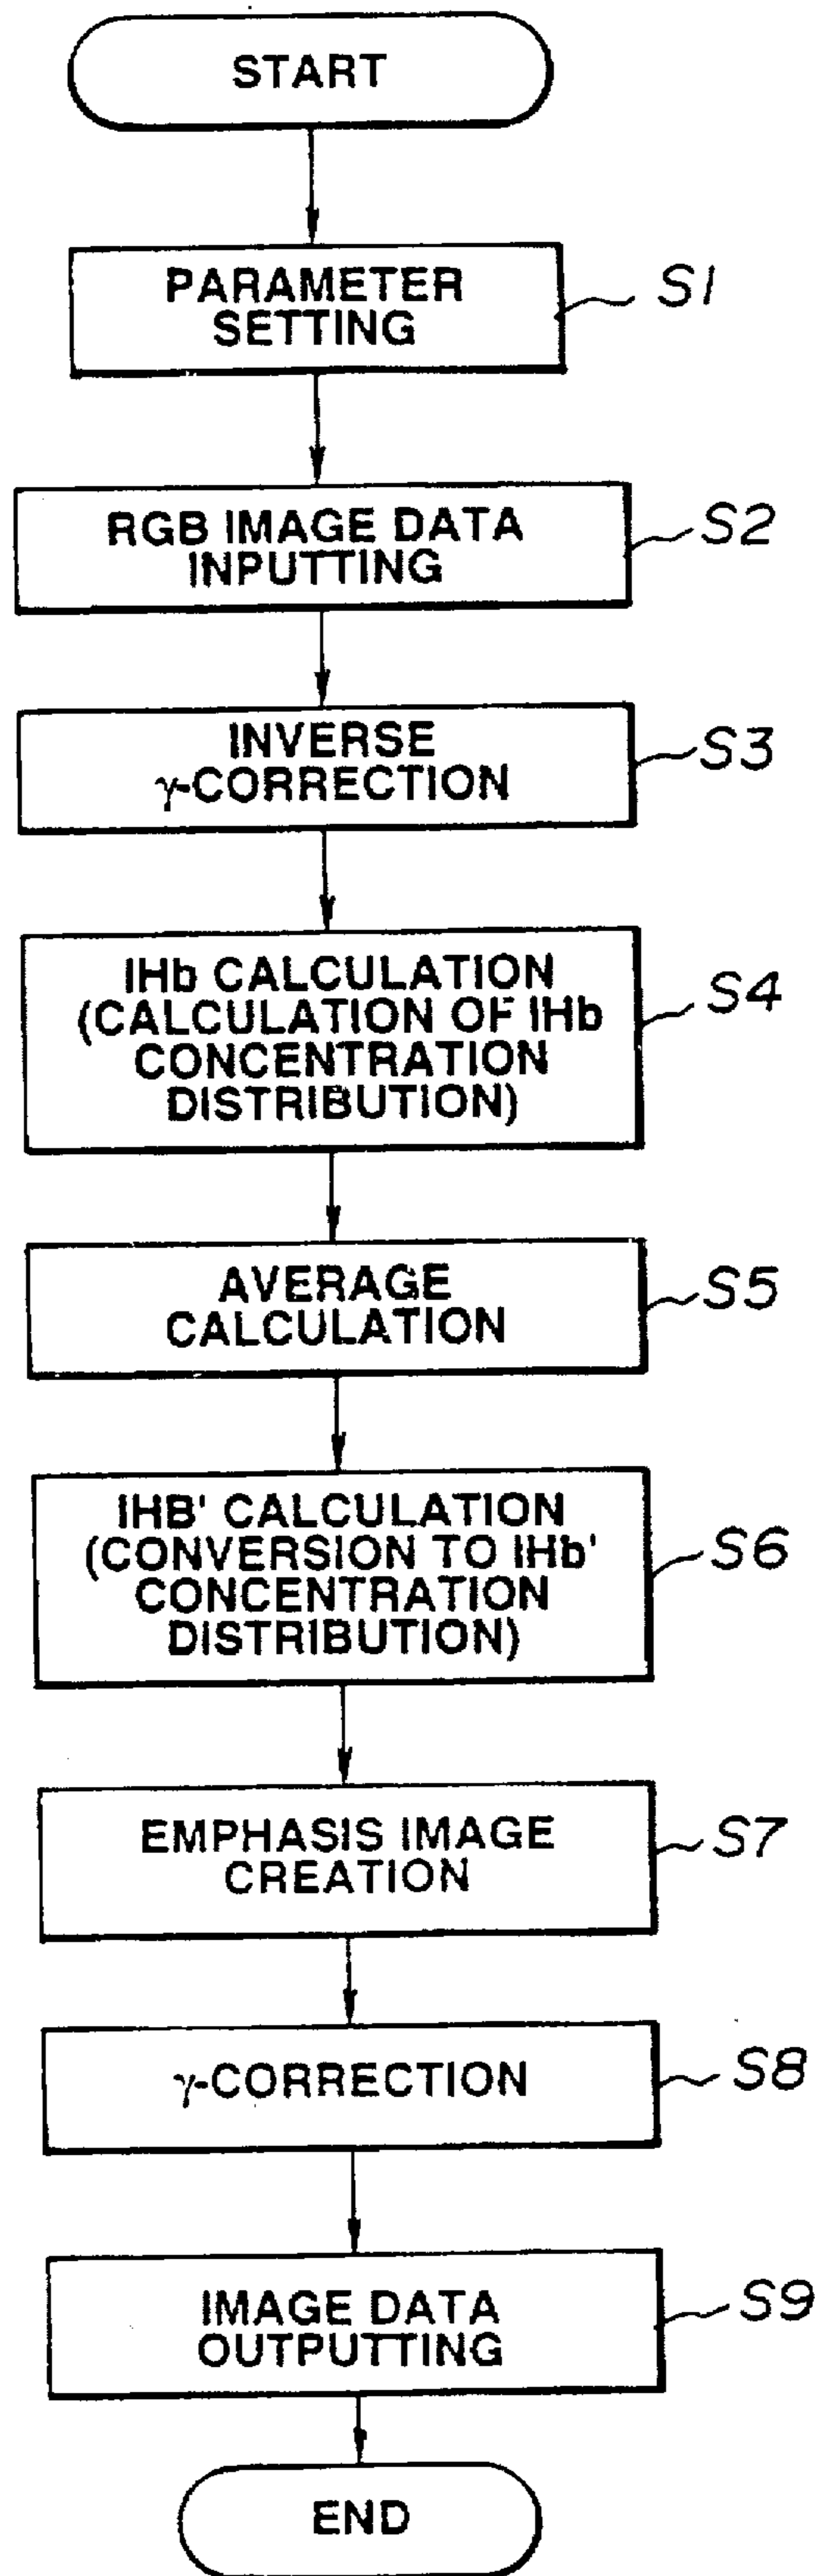 START
PARAMETER
SETTING
S1
RGB IMAGE DATA
INPUTTING
S2
INVERSE
γ-CORRECTION
S3
IHb CALCULATION
(CALCULATION OF IHb
CONCENTRATION
DISTRIBUTION)
S4
AVERAGE
CALCULATION
S5
IHB' CALCULATION
(CONVERSION TO IHb'
CONCENTRATION
DISTRIBUTION)
S6
EMPHASIS IMAGE
CREATION
S7
γ-CORRECTION
S8
IMAGE DATA
OUTPUTTING
S9
END